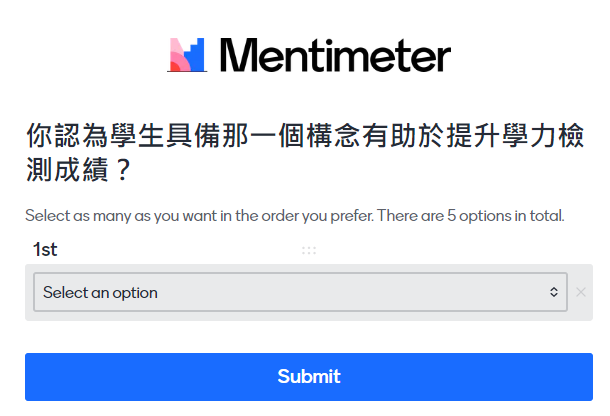 Mentimeter
你認為學生具備那一個構念有助於提升學力檢
測成績？
Select as many as you want in the order you prefer. There are 5 options in total.
1st
Select an option
Submit